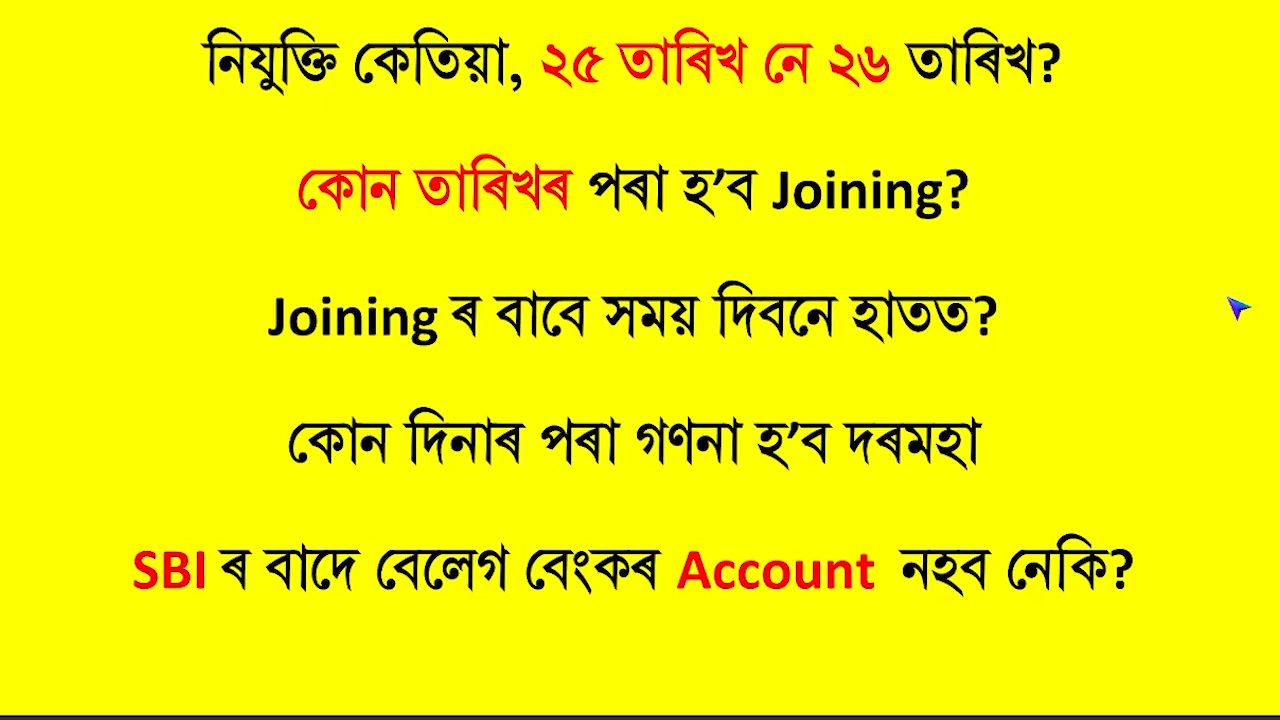 নিযুক্তি কেতিয়া, ২৫ তাৰিখ নে ২৬ তাৰিখ?
কোন তাৰিখৰ পৰা হ’ব Joining?
Joining ৰ বাবে সময় দিবনে হাতত?
কোন দিনাৰ পৰা গণনা হ’ব দৰমহা
SBI ৰ বাদে বেলেগ বেংকৰ Account নহব নেকি?